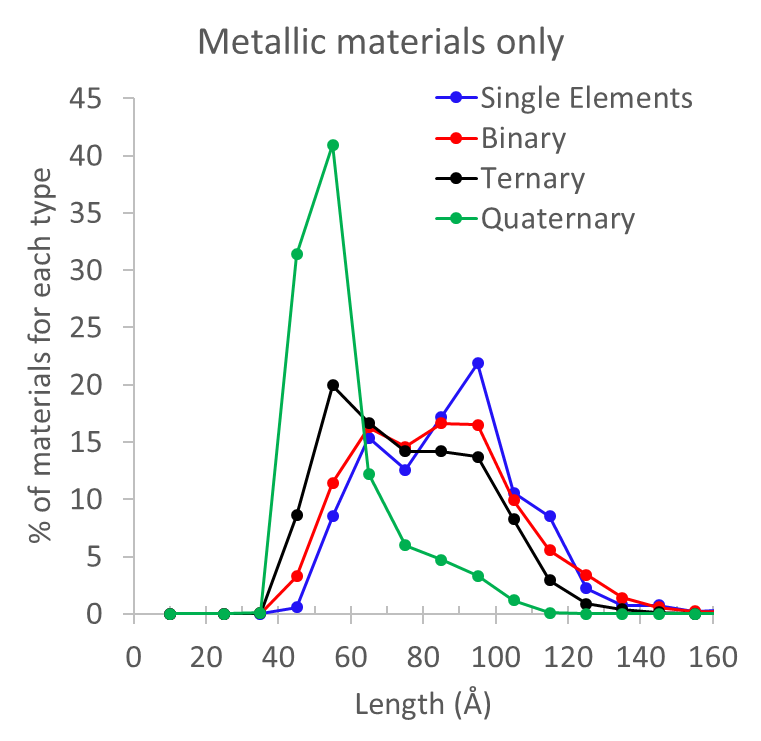 Metallic materials only
Single Elements
Binary
Ternary
Quaternary
% of materials for each type
45
40
35
30
25
20
15
10
5
0
0 20 40 60 80 100 120 140 160
Length (Å)